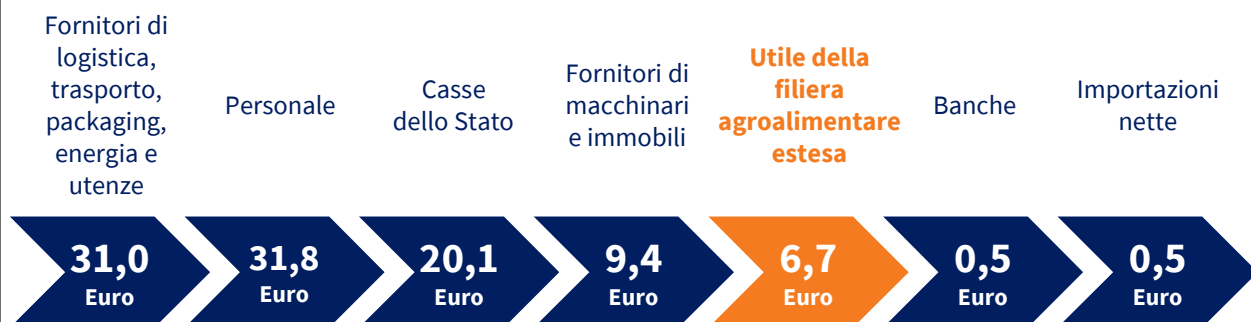 Fornitori di
logistica,
trasporto,
packaging,
energia e
utenze
Personale
Casse
dello Stato
Fornitori di
macchinari
e immobili
Utile della
filiera
agroalimentare
estesa
Banche
Importazioni
nette
31,0
Euro
31,8
Euro
20,1
Euro
9,4
Euro
6,7
Euro
0,5
Euro
0,5
Euro